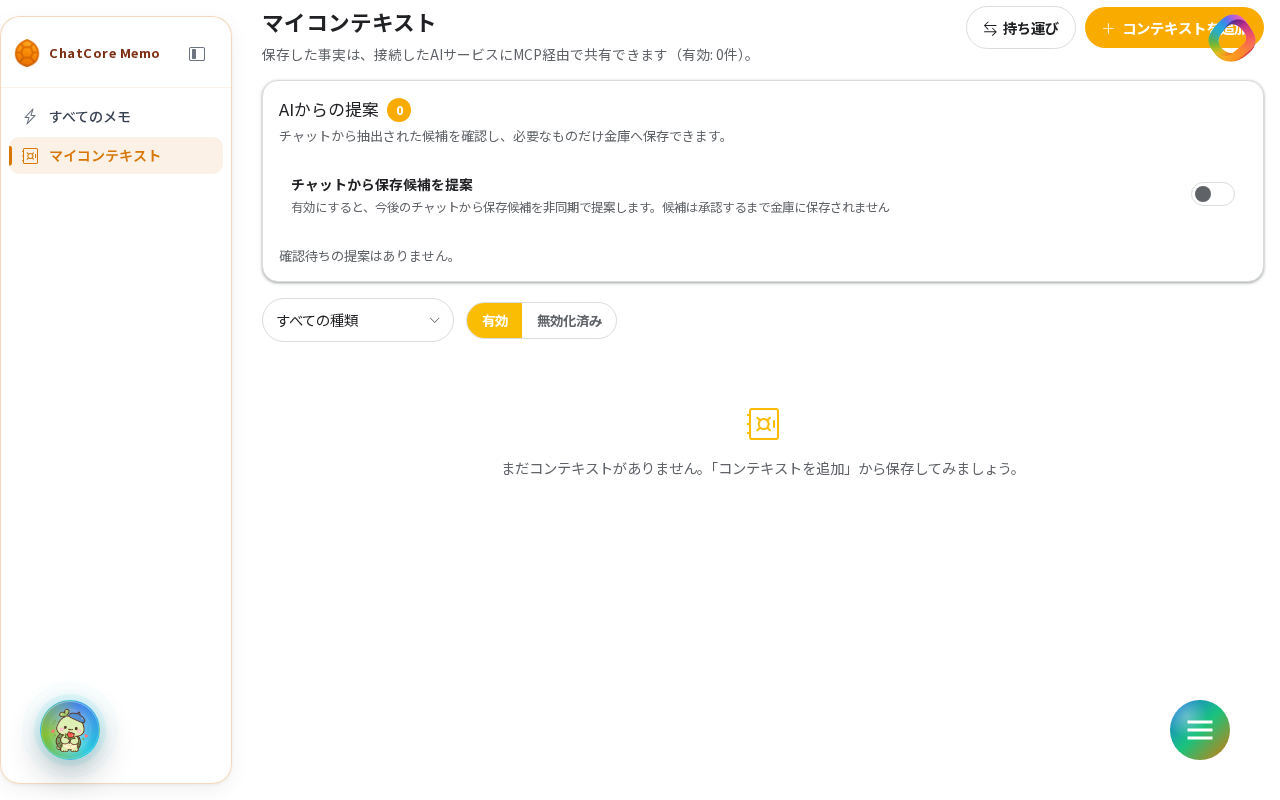 ChatCore Memo
すべてのメモ
マイコンテキスト
マイコンテキスト
保存した事実は、接続したAIサービスにMCP経由で共有できます（有効: 0件）。
持ち運び
コンテキストを追加
AIからの提案 0
チャットから抽出された候補を確認し、必要なものだけ金庫へ保存できます。
チャットから保存候補を提案
有効にすると、今後のチャットから保存候補を非同期で提案します。候補は承認するまで金庫に保存されません
確認待ちの提案はありません。
すべての種類
有効
無効化済み
まだコンテキストがありません。「コンテキストを追加」から保存してみましょう。